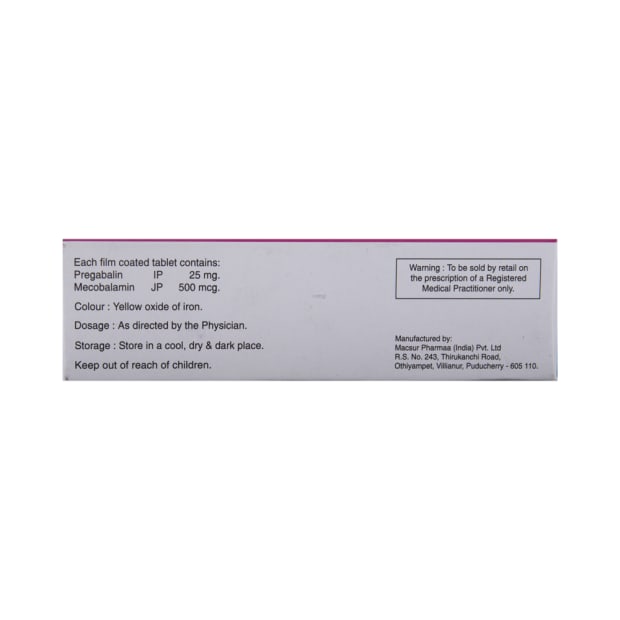 Each film coated tablet contains:
Pregabalin IP 25 mg.
Mecobalamin JP 500 mcg.
Colour : Yellow oxide of iron.
Dosage : As directed by the Physician.
Storage : Store in a cool, dry & dark place.
Keep out of reach of children.
Warning : To be sold by retail on
the prescription of a Registered
Medical Practitioner only.
Manufactured by:
Macsur Pharmaa (India) Pvt. Ltd
R.S. No. 243, Thirukanchi Road,
Othiyampet, Villianur, Puducherry - 605 110.